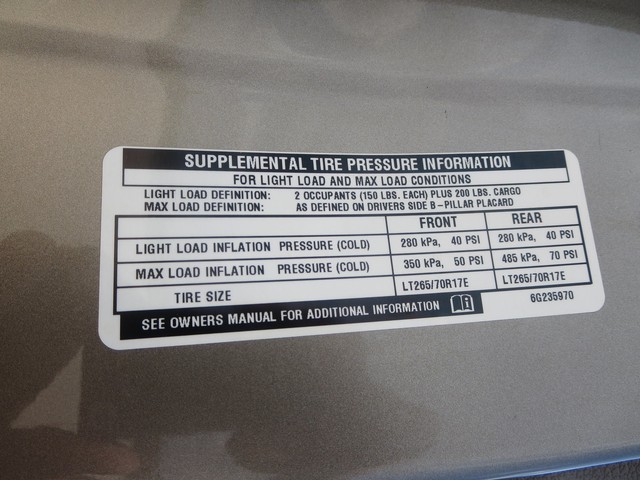 SUPPLEMENTAL TIRE PRESSURE INFORMATION
FOR LIGHT LOAD AND MAX LOAD CONDITIONS
LIGHT LOAD DEFINITION: 2 OCCUPANTS (150 LBS. EACH) PLUS 200 LBS. CARGO
MAX LOAD DEFINITION: AS DEFINED ON DRIVERS SIDE B-PILLAR PLACARD
FRONT REAR
LIGHT LOAD INFLATION PRESSURE (COLD) 280 kPa, 40 PSI 280 kPa, 40 PSI
MAX LOAD INFLATION PRESSURE (COLD) 350 kPa, 50 PSI 485 kPa, 70 PSI
TIRE SIZE LT265/70R17E LT265/70R17E
SEE OWNERS MANUAL FOR ADDITIONAL INFORMATION 6G235970